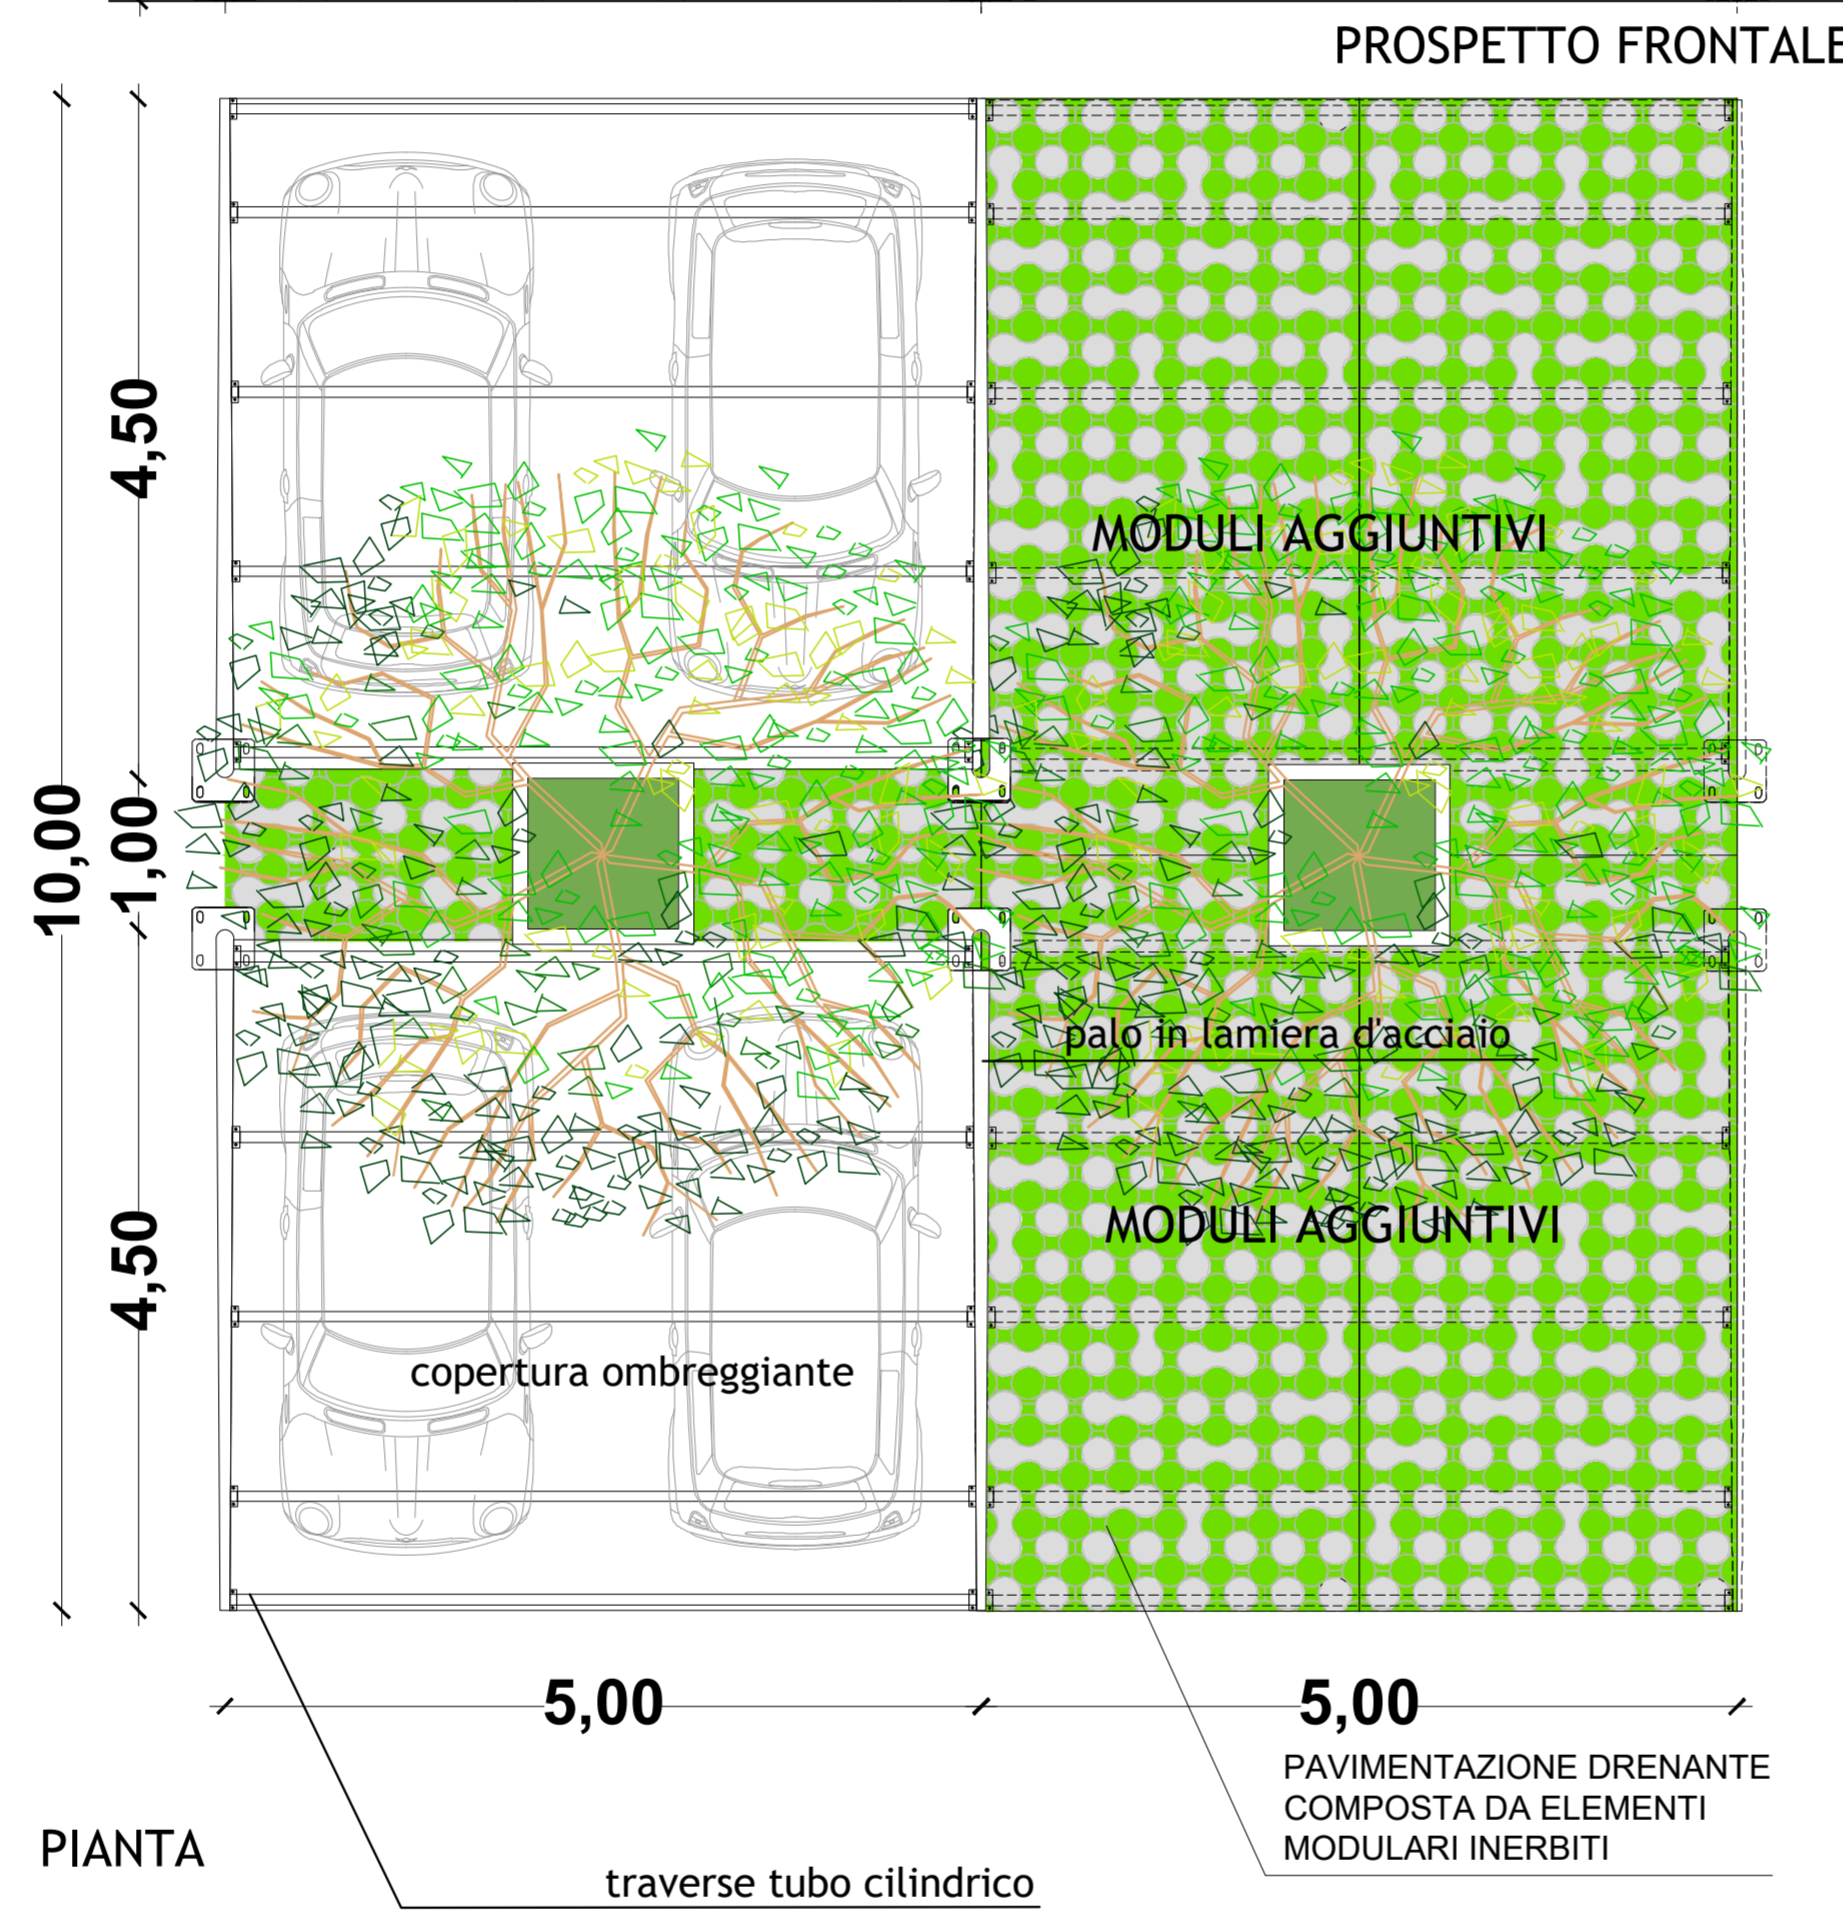 PROSPETTO FRONTALE
4,50
MODULI AGGIUNTIVI
10,00
1,00
palo in lamiera d'acciaio
4,50
MODULI AGGIUNTIVI
copertura ombreggiante
5,00
5,00
PAVIMENTAZIONE DRENANTE
COMPOSTA DA ELEMENTI
MODULARI INERBITI
PIANTA
traverse tubo cilindrico